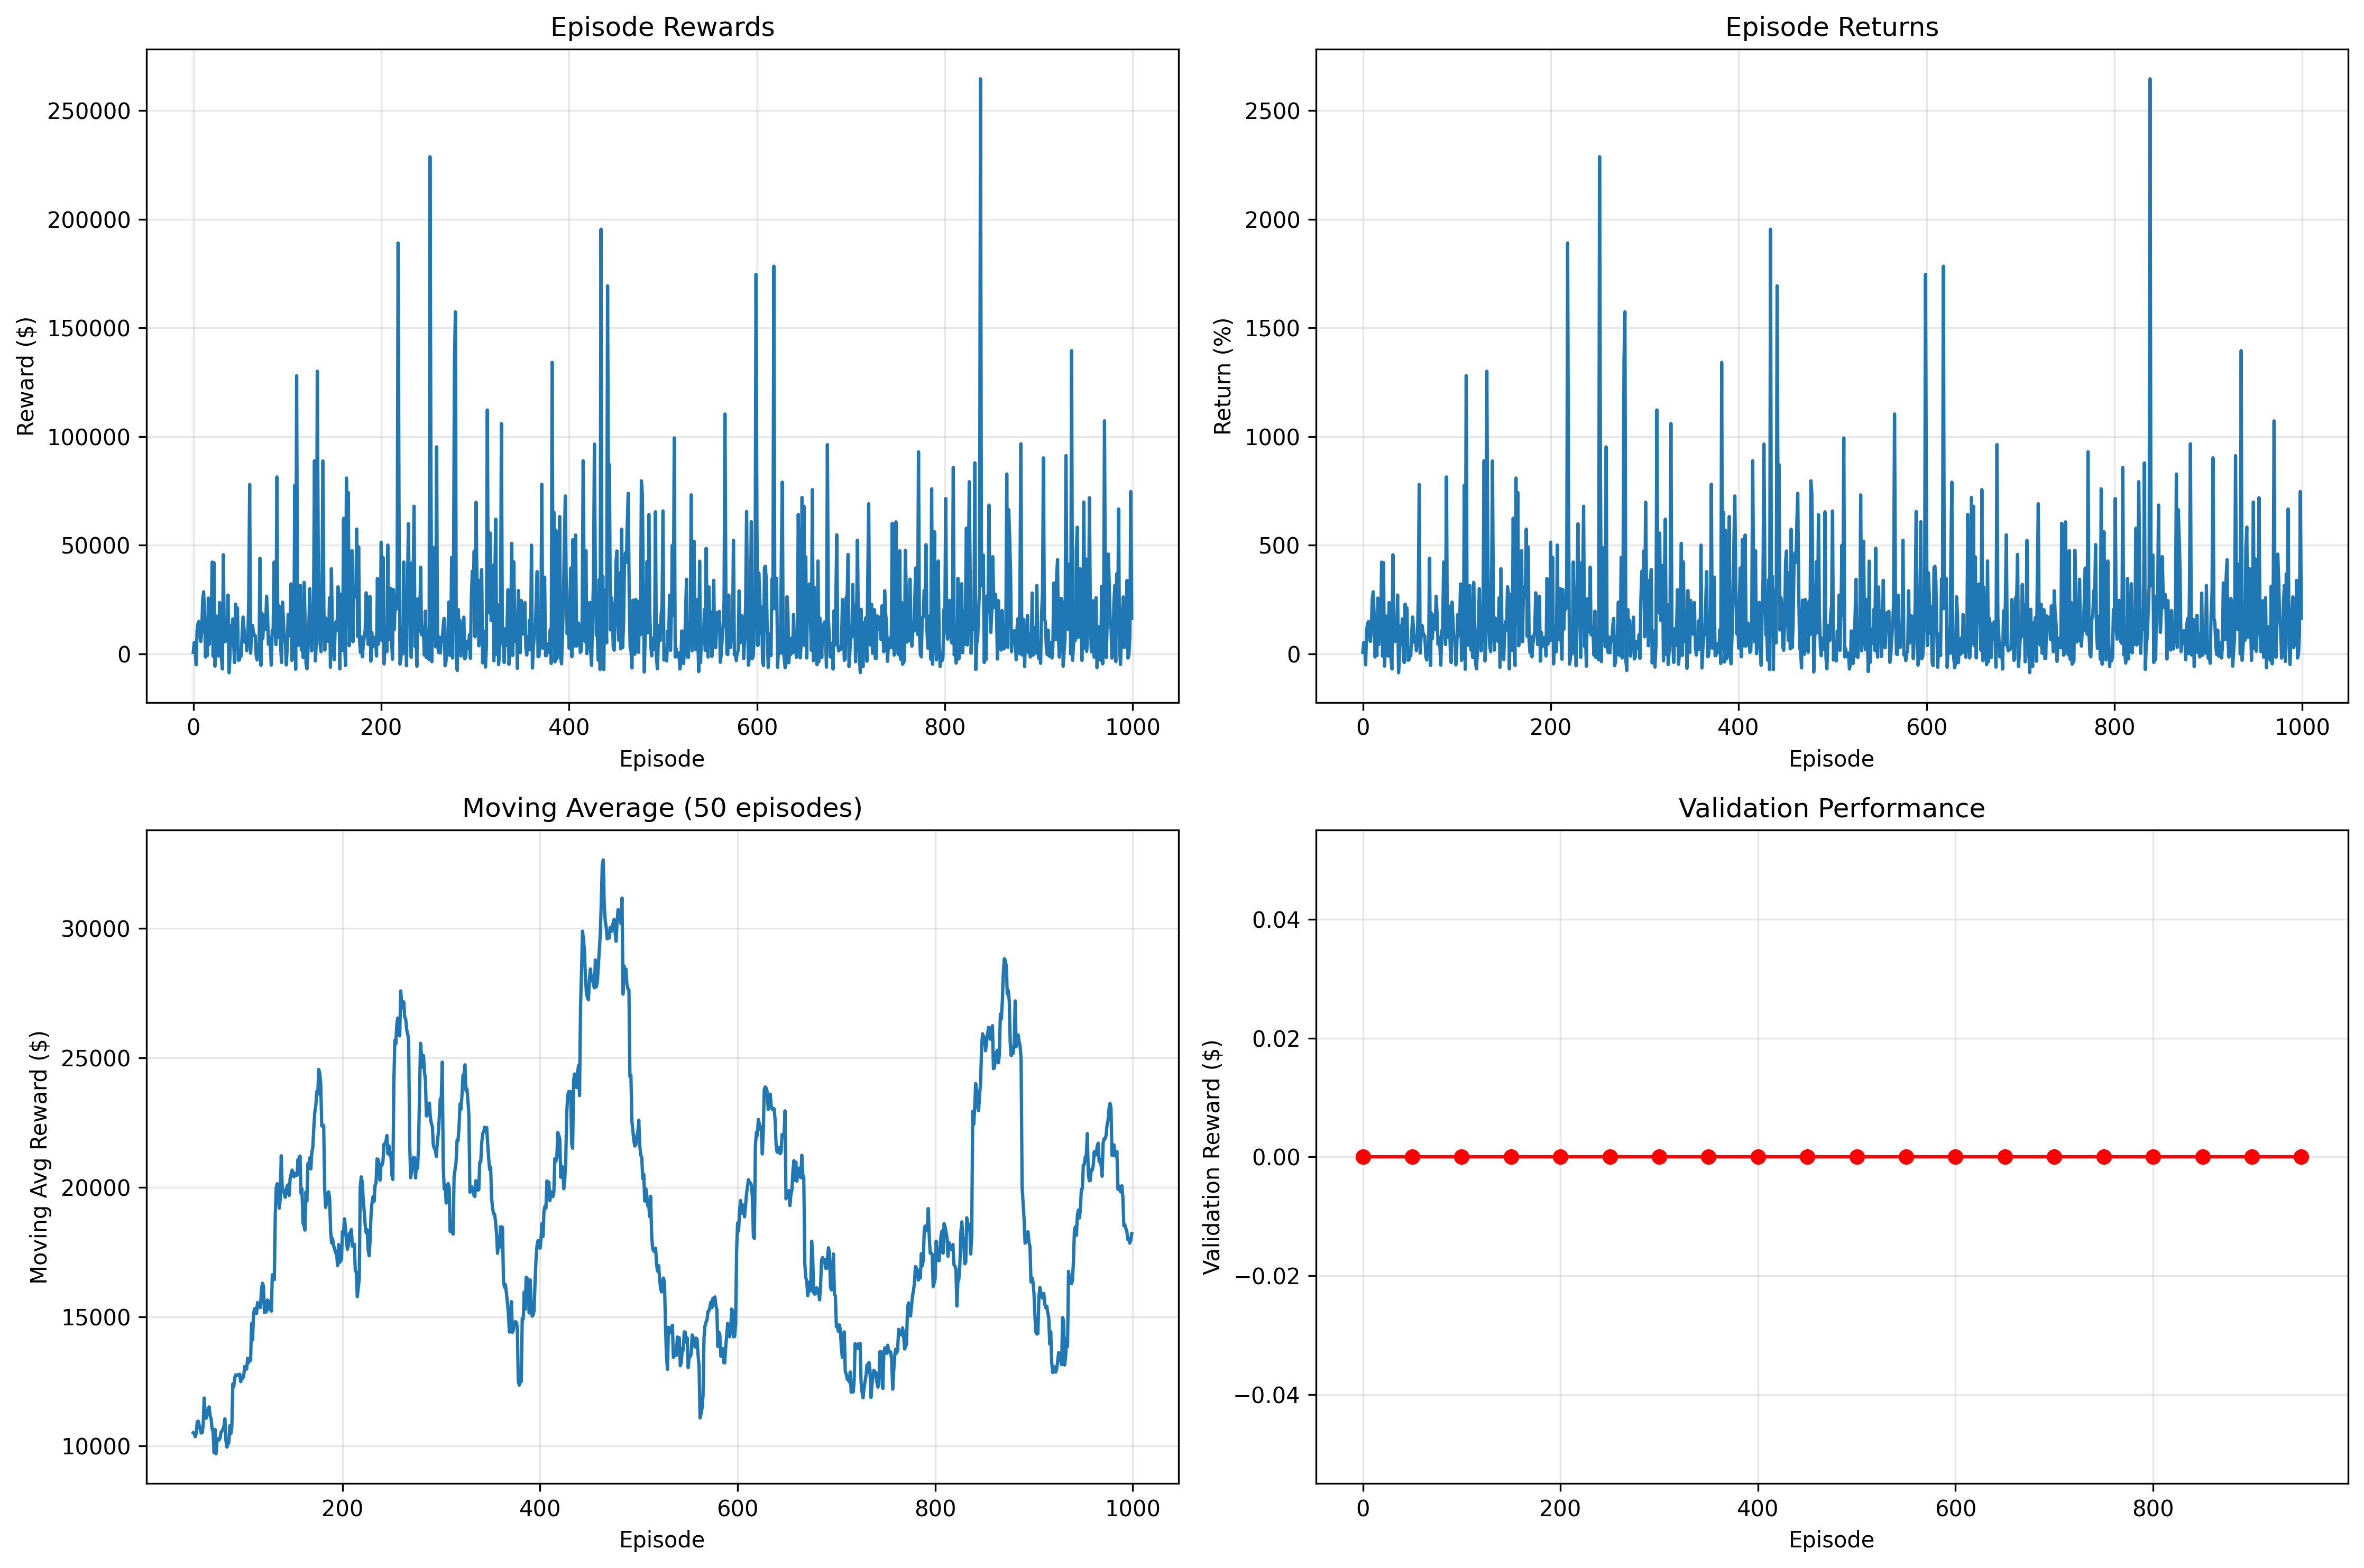 Episode Rewards
250000
200000
150000
100000
50000
0
Reward ($)
0 200 400 600 800 1000
Episode
Episode Returns
2500
2000
1500
1000
500
0
Return (%)
0 200 400 600 800 1000
Episode
Moving Average (50 episodes)
30000
25000
20000
15000
10000
Moving Avg Reward ($)
200 400 600 800 1000
Episode
Validation Performance
0.04
0.02
0.00
−0.02
−0.04
Validation Reward ($)
0 200 400 600 800
Episode